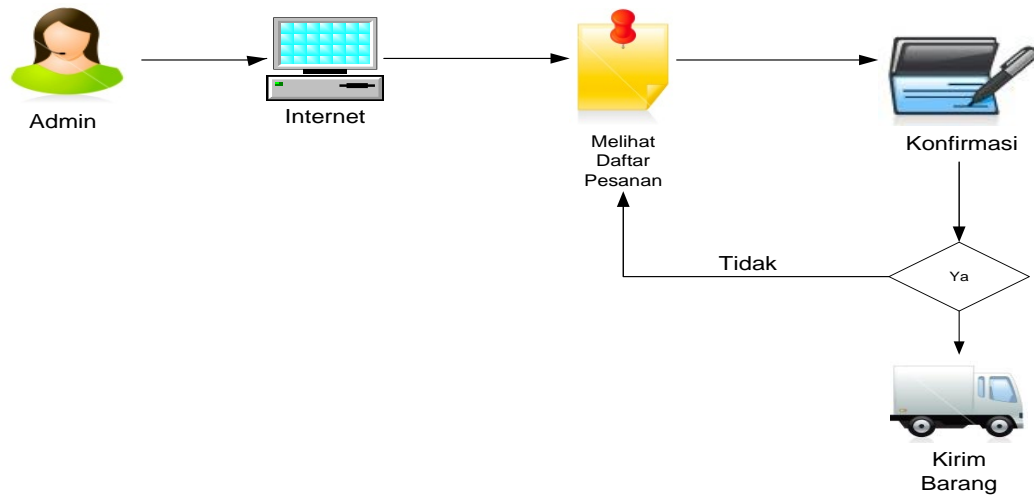 Admin
Internet
Melihat
Daftar
Pesanan
Konfirmasi
Tidak
Ya
Kirim
Barang